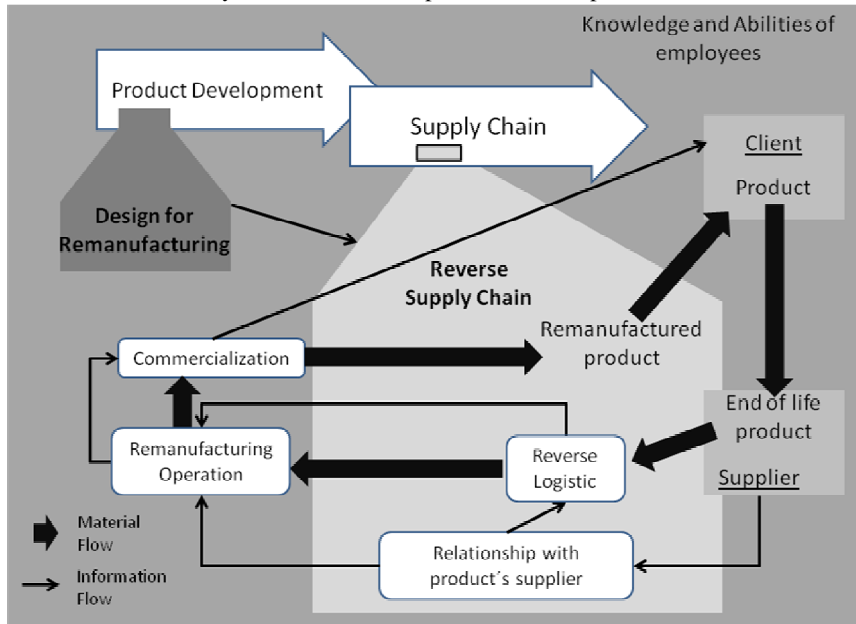 Knowledge and Abilities of
employees
Product Development
Supply Chain
Client
Product
Design for
Remanufacturing
Reverse
Supply Chain
Remanufactured
product
Commercialization
End of life
product
Supplier
Remanufacturing
Operation
Reverse
Logistic
Relationship with
product´s supplier
Material
Flow
Information
Flow